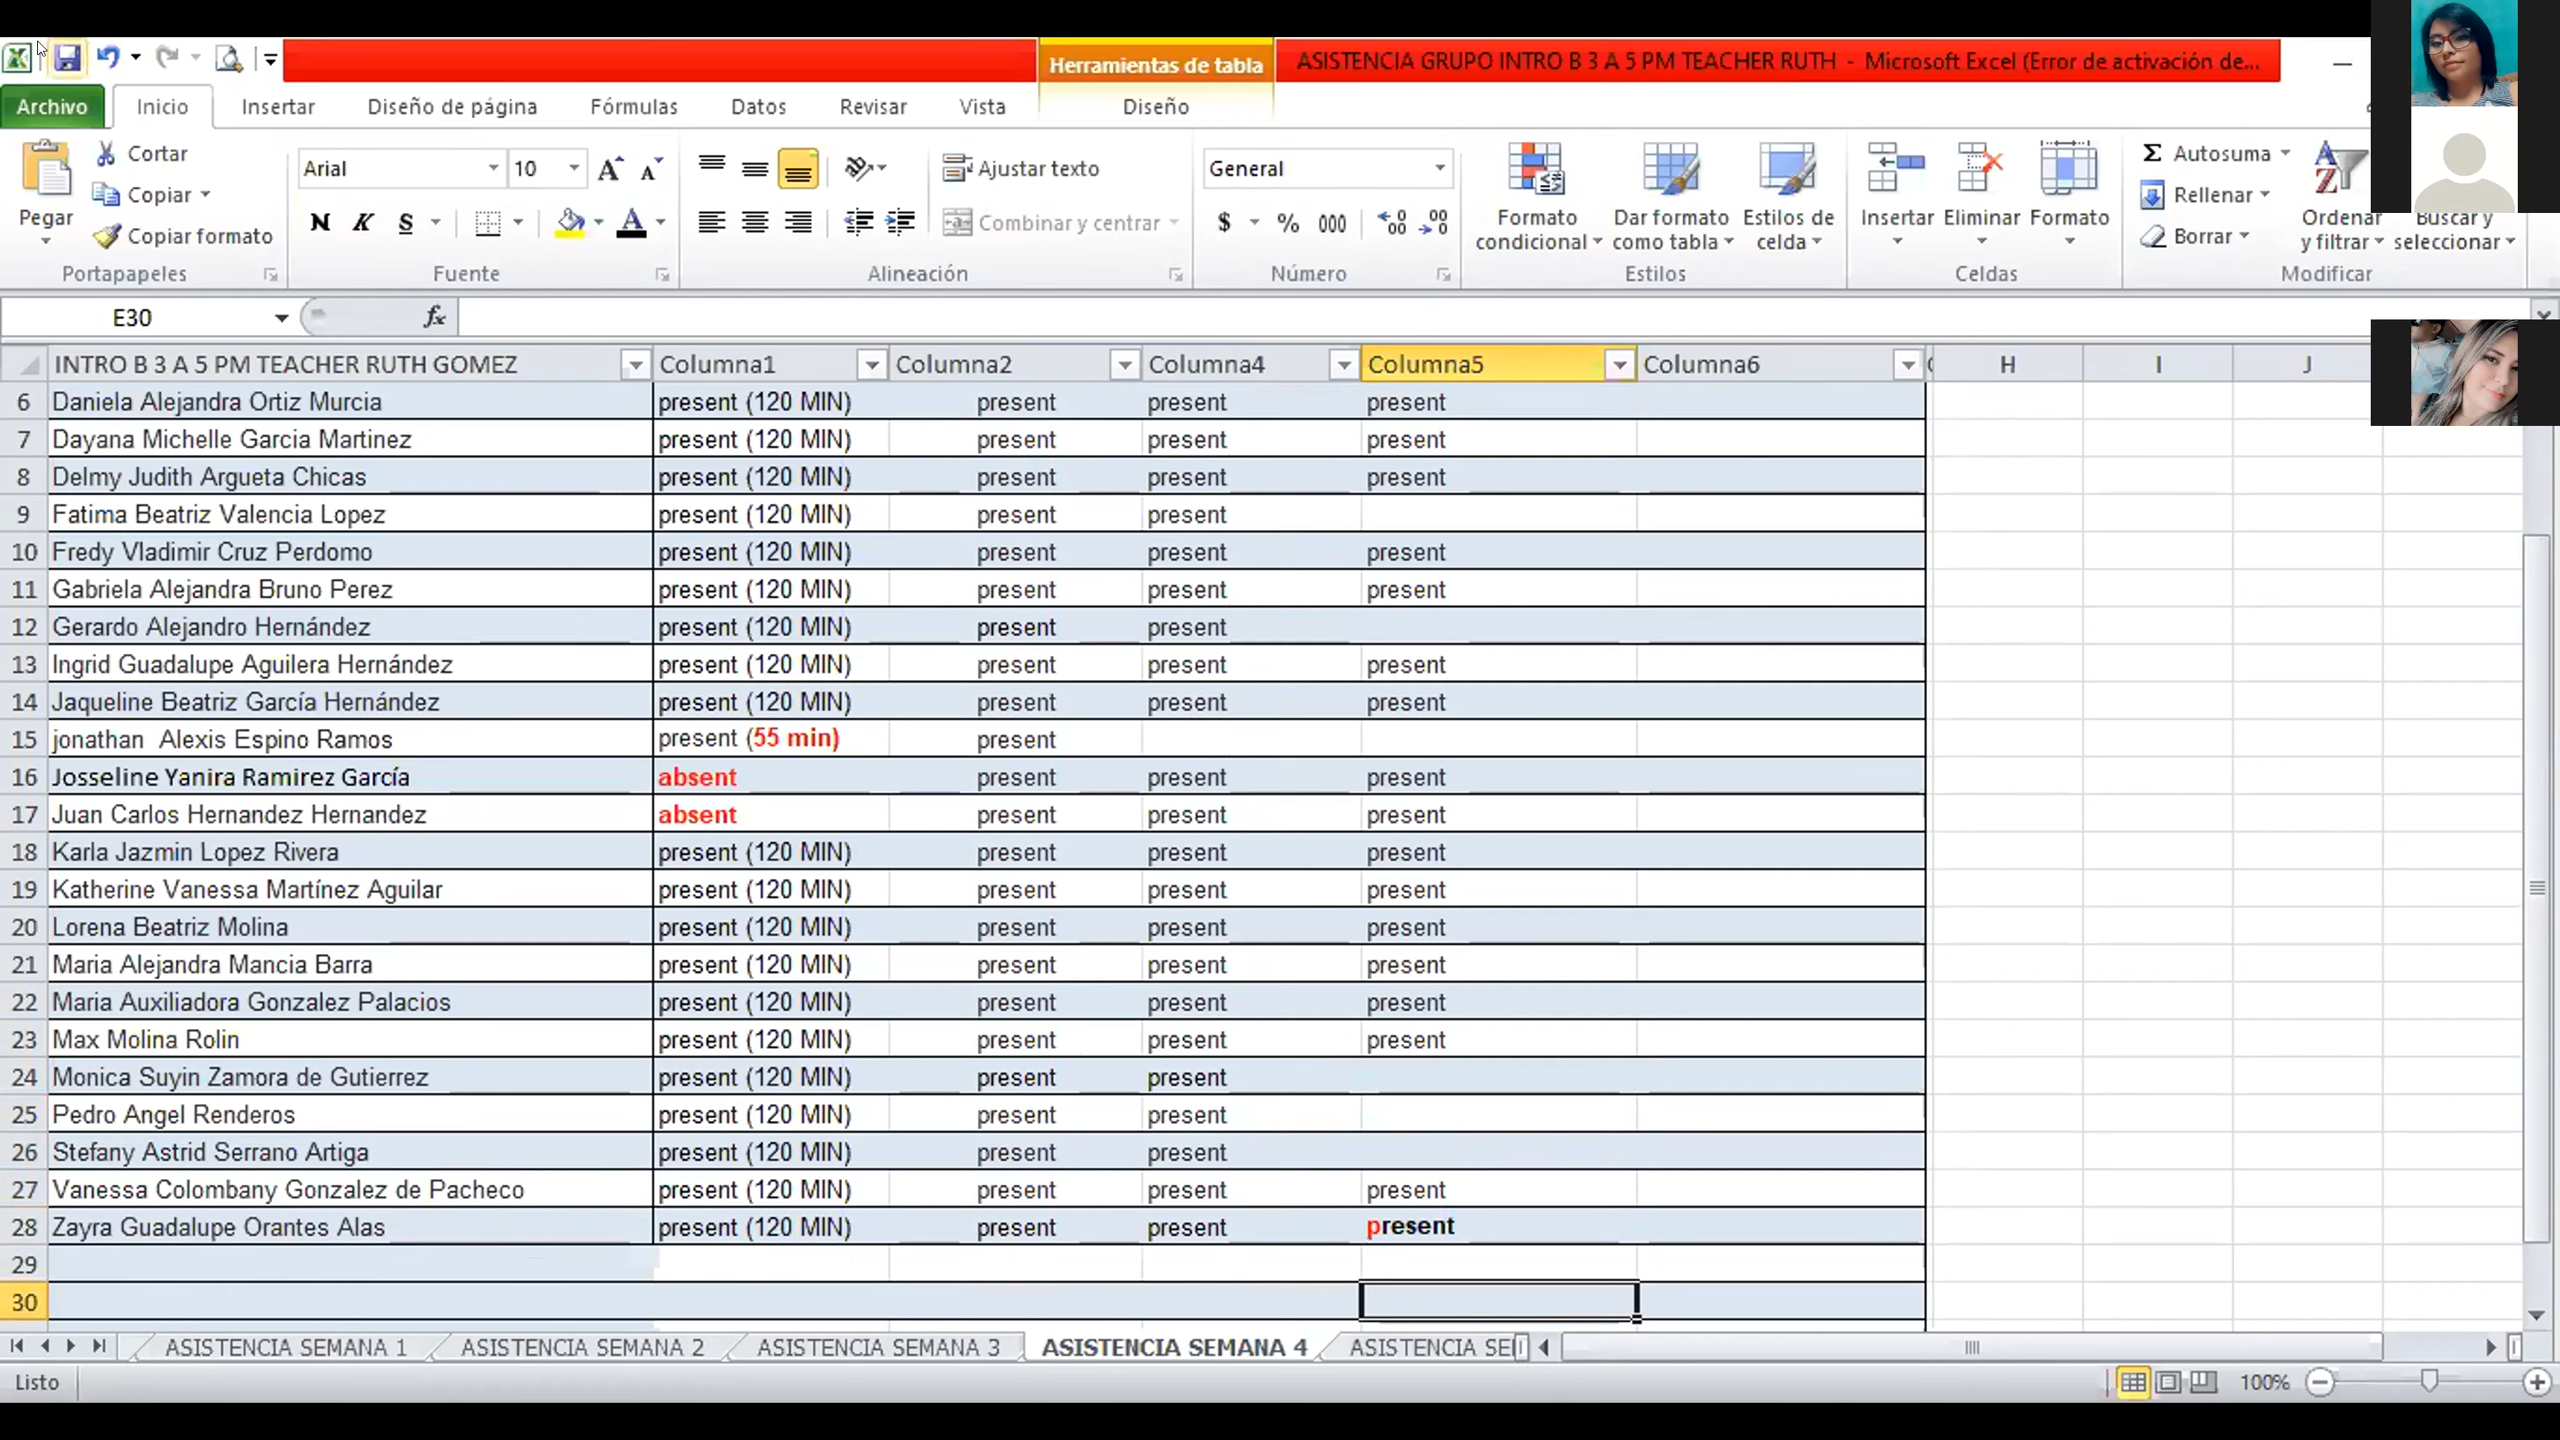 Herramientas de tabla ASISTENCIA GRUPO INTRO B 3 A 5 PM TEACHER RUTH - Microsoft Excel (Error de activación de...
Archivo Inicio Insertar Diseño de página Fórmulas Datos Revisar Vista Diseño
Pegar Cortar Copiar Copiar formato Portapapeles
Arial 10 N K S Fuente
Ajustar texto Combinar y centrar Alineación
General $ % 000 Número
Formato condicional Dar formato como tabla Estilos de celda Estilos
Insertar Eliminar Formato Celdas
Σ Autosuma Rellenar Borrar Ordenar y filtrar Buscar y seleccionar Modificar
E30 fx
INTRO B 3 A 5 PM TEACHER RUTH GOMEZ Columna1 Columna2 Columna4 Columna5 Columna6 H I J
6 Daniela Alejandra Ortiz Murcia present (120 MIN) present present present
7 Dayana Michelle Garcia Martinez present (120 MIN) present present present
8 Delmy Judith Argueta Chicas present (120 MIN) present present present
9 Fatima Beatriz Valencia Lopez present (120 MIN) present present
10 Fredy Vladimir Cruz Perdomo present (120 MIN) present present present
11 Gabriela Alejandra Bruno Perez present (120 MIN) present present present
12 Gerardo Alejandro Hernández present (120 MIN) present present
13 Ingrid Guadalupe Aguilera Hernández present (120 MIN) present present present
14 Jaqueline Beatriz García Hernández present (120 MIN) present present present
15 jonathan Alexis Espino Ramos present (55 min) present
16 Josseline Yanira Ramirez García absent present present present
17 Juan Carlos Hernandez Hernandez absent present present present
18 Karla Jazmin Lopez Rivera present (120 MIN) present present present
19 Katherine Vanessa Martínez Aguilar present (120 MIN) present present present
20 Lorena Beatriz Molina present (120 MIN) present present present
21 Maria Alejandra Mancia Barra present (120 MIN) present present present
22 Maria Auxiliadora Gonzalez Palacios present (120 MIN) present present present
23 Max Molina Rolin present (120 MIN) present present present
24 Monica Suyin Zamora de Gutierrez present (120 MIN) present present
25 Pedro Angel Renderos present (120 MIN) present present
26 Stefany Astrid Serrano Artiga present (120 MIN) present present
27 Vanessa Colombany Gonzalez de Pacheco present (120 MIN) present present present
28 Zayra Guadalupe Orantes Alas present (120 MIN) present present present
29
30
ASISTENCIA SEMANA 1 ASISTENCIA SEMANA 2 ASISTENCIA SEMANA 3 ASISTENCIA SEMANA 4 ASISTENCIA SE
Listo 100%